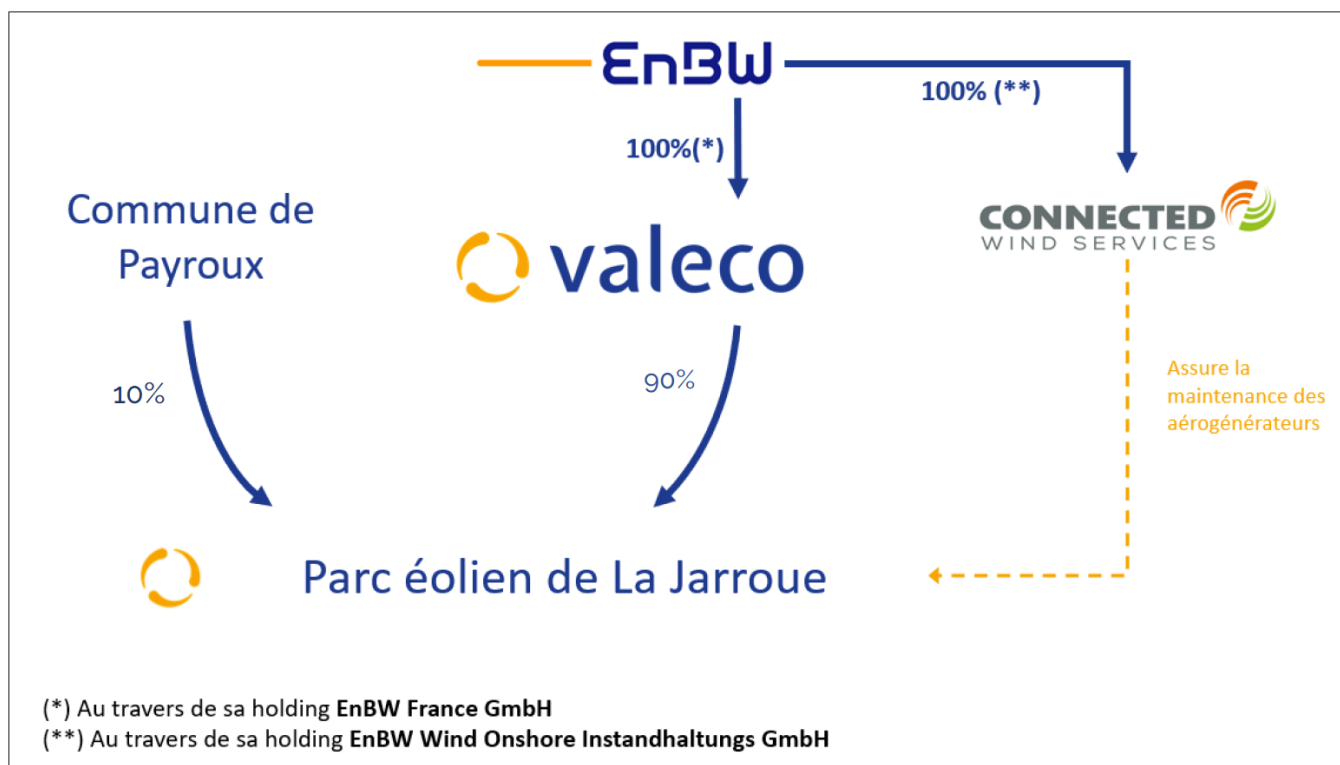 EnBW
100% (**)
100%(*)
Commune de
Payroux
valeco
CONNECTED
WIND SERVICES
10%
90%
Assure la
maintenance des
aérogénérateurs
Parc éolien de La Jarroue
(*) Au travers de sa holding EnBW France GmbH
(**) Au travers de sa holding EnBW Wind Onshore Instandhaltungs GmbH